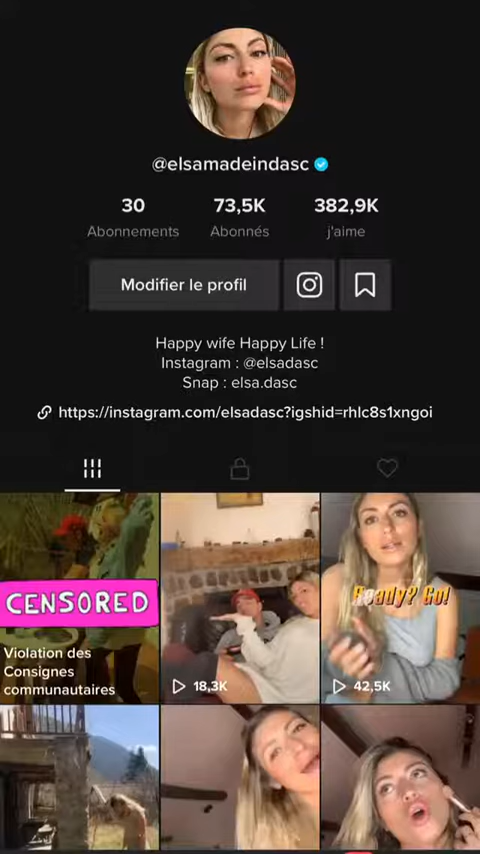 @elsamadeindasc
30
73,5K
382,9K
Abonnements
Abonnés
j'aime
Modifier le profil
Happy wife Happy Life !
Instagram : @elsadasc
Snap : elsa.dasc
https://instagram.com/elsadasc?igshid=rhlc8s1xngoi
CENSORED
Violation des
Consignes
communautaires
18,3K
Ready? Go!
42,5K